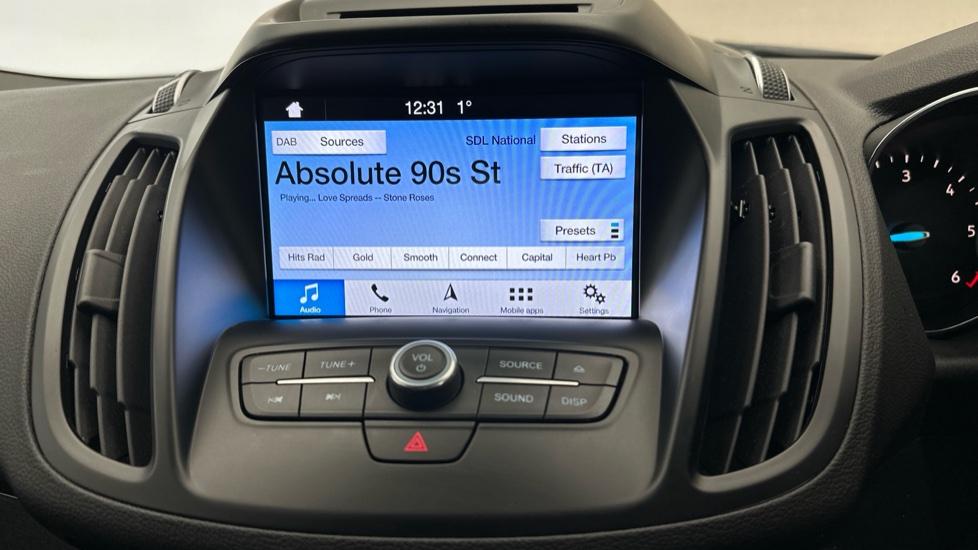 12:31 1°
DAB Sources SDL National Stations
Absolute 90s St Traffic (TA)
Playing... Love Spreads -- Stone Roses
Presets
Hits Rad Gold Smooth Connect Capital Heart Pb
Audio Phone Navigation Mobile apps Settings
−TUNE TUNE+ VOL SOURCE
SOUND DISP
3
4
5
6